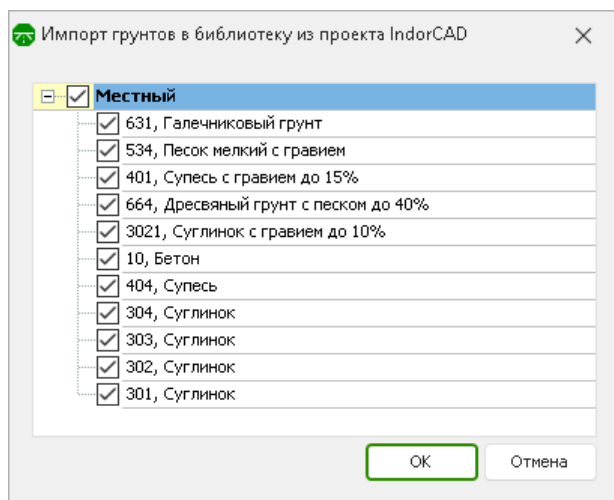 Импорт грунтов в библиотеку из проекта IndorCAD
Местный
631, Галечниковый грунт
534, Песок мелкий с гравием
401, Супесь с гравием до 15%
664, Дресвяный грунт с песком до 40%
3021, Суглинок с гравием до 10%
10, Бетон
404, Супесь
304, Суглинок
303, Суглинок
302, Суглинок
301, Суглинок
ОК Отмена